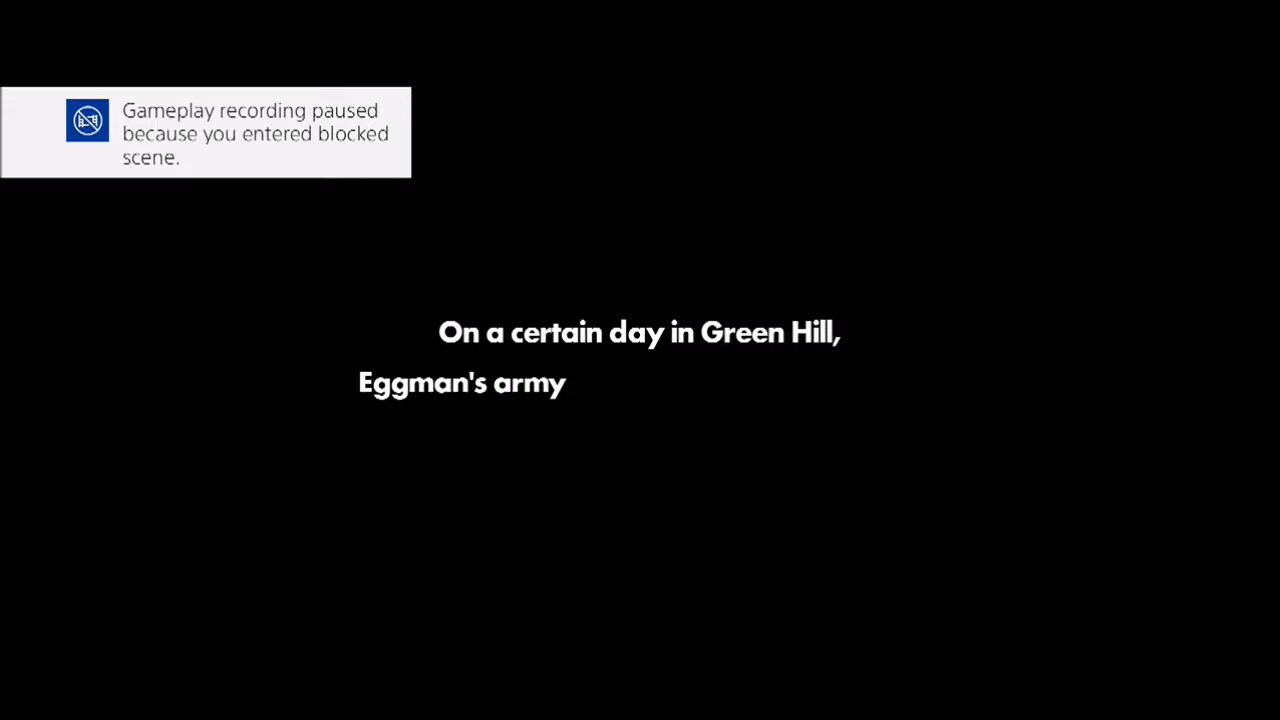 Gameplay recording paused
because you entered blocked
scene.
On a certain day in Green Hill,
Eggman's army